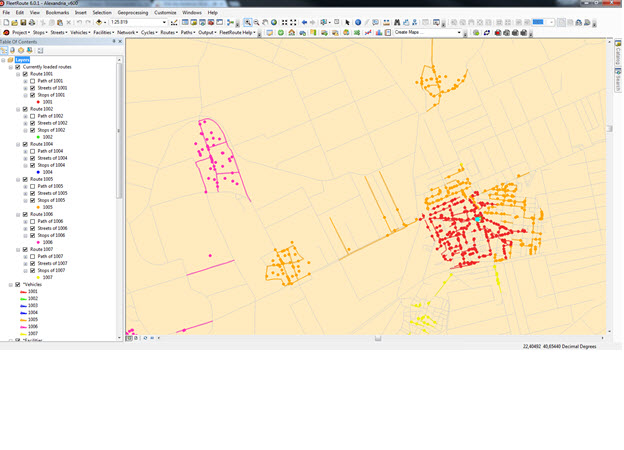 FleetRoute 6.0.1 - Alexandria_v600
File Edit View Bookmarks Insert Selection Geoprocessing Customize Windows Help
Project Stops Streets Vehicles Facilities Network Cycles Routes Paths Output FleetRoute Help Create Maps ...
Table Of Contents
Layers
Currently loaded routes
Route 1001
Path of 1001
Streets of 1001
Stops of 1001
1001
Route 1002
Path of 1002
Streets of 1002
Stops of 1002
1002
Route 1004
Path of 1004
Streets of 1004
Stops of 1004
1004
Route 1005
Path of 1005
Streets of 1005
Stops of 1005
1005
Route 1006
Path of 1006
Streets of 1006
Stops of 1006
1006
Route 1007
Path of 1007
Streets of 1007
Stops of 1007
1007
*Vehicles
1001
1002
1003
1004
1005
1006
1007
*Facilities
Catalog
Search
22,40492 40,65440 Decimal Degrees